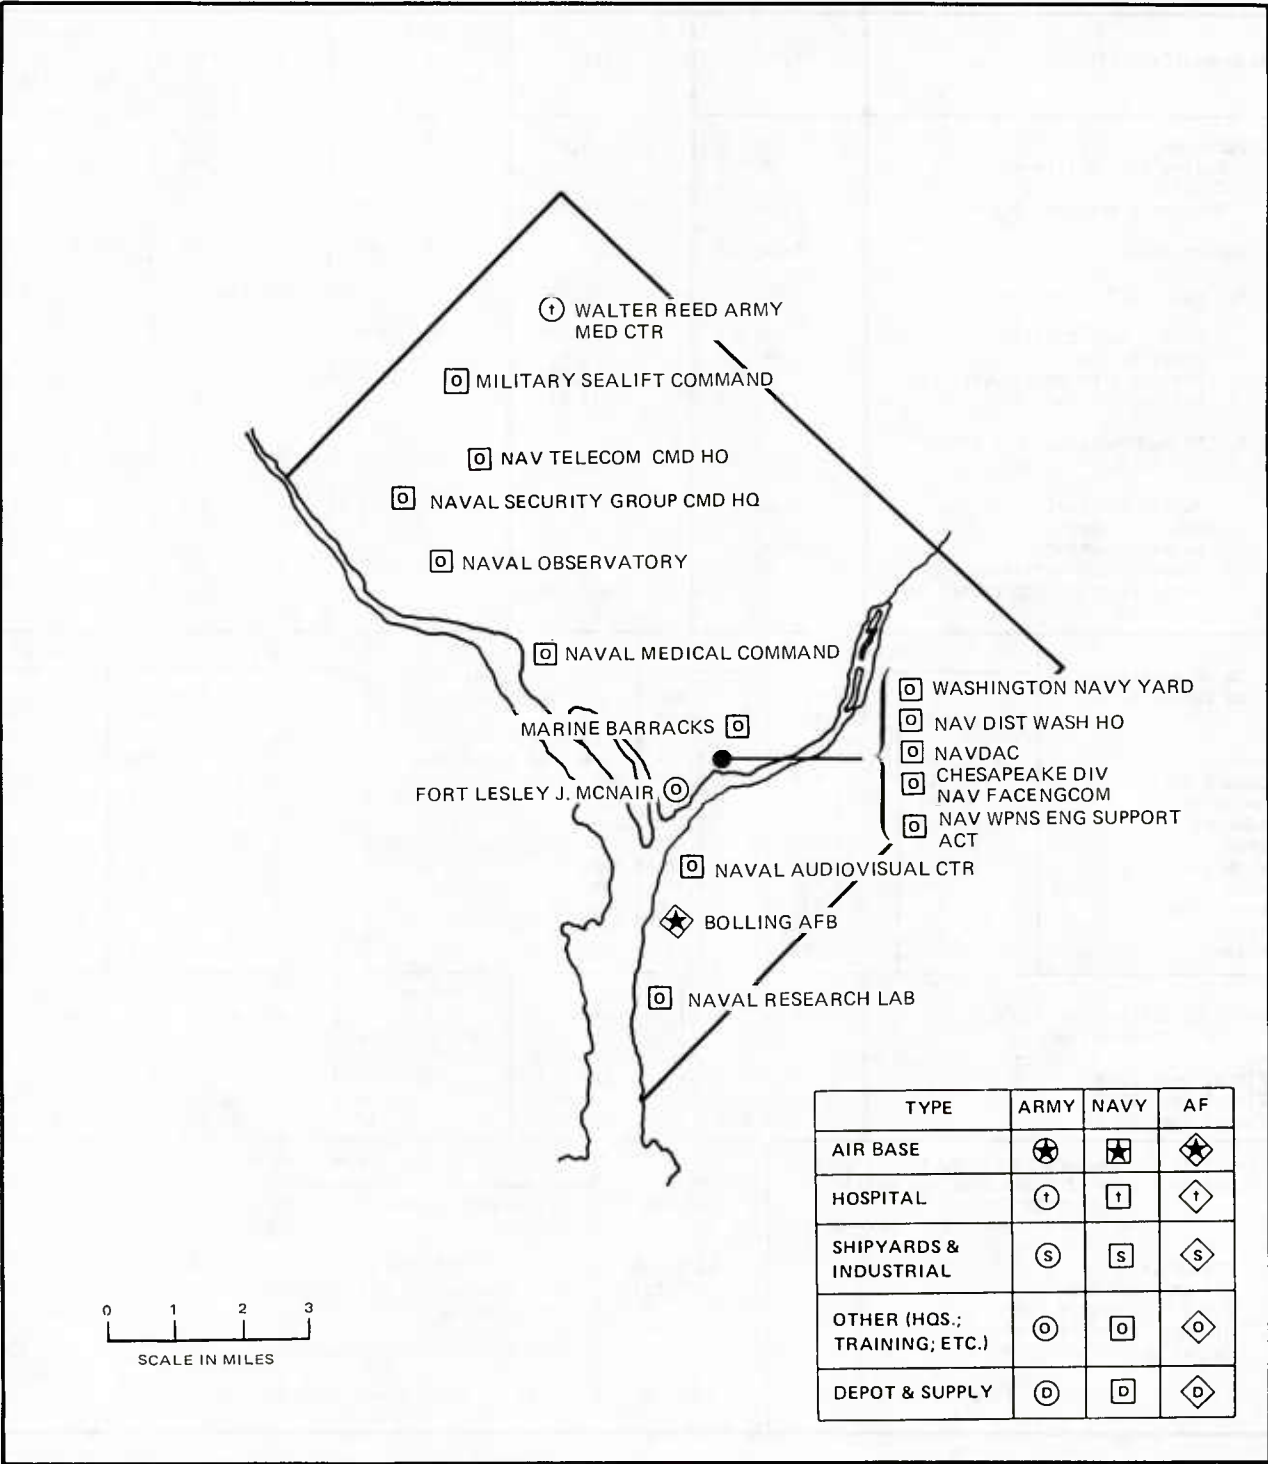 WALTER REED ARMY
MED CTR
MILITARY SEALIFT COMMAND
NAV TELECOM CMD HO
NAVAL SECURITY GROUP CMD HQ
NAVAL OBSERVATORY
NAVAL MEDICAL COMMAND
WASHINGTON NAVY YARD
NAV DIST WASH HO
NAVDAC
CHESAPEAKE DIV
NAV FACENGCOM
NAV WPNS ENG SUPPORT
ACT
MARINE BARRACKS
FORT LESLEY J. MCNAIR
NAVAL AUDIOVISUAL CTR
BOLLING AFB
NAVAL RESEARCH LAB
TYPE ARMY NAVY AF
AIR BASE
HOSPITAL
SHIPYARDS &
INDUSTRIAL S S S
OTHER (HQS.;
TRAINING; ETC.) O O O
DEPOT & SUPPLY D D D
0 1 2 3
SCALE IN MILES